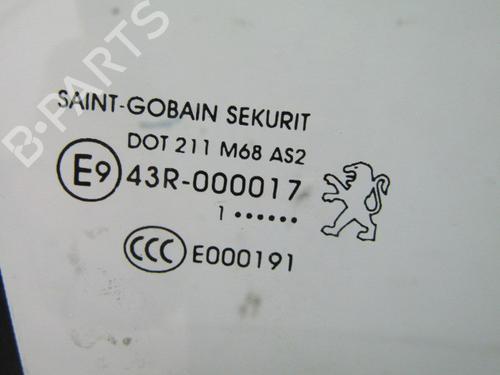 B-PARTS
SAINT-GOBAIN SEKURIT
DOT 211 M68 AS2
E9 43R-000017
1 ••••••
CCC E000191